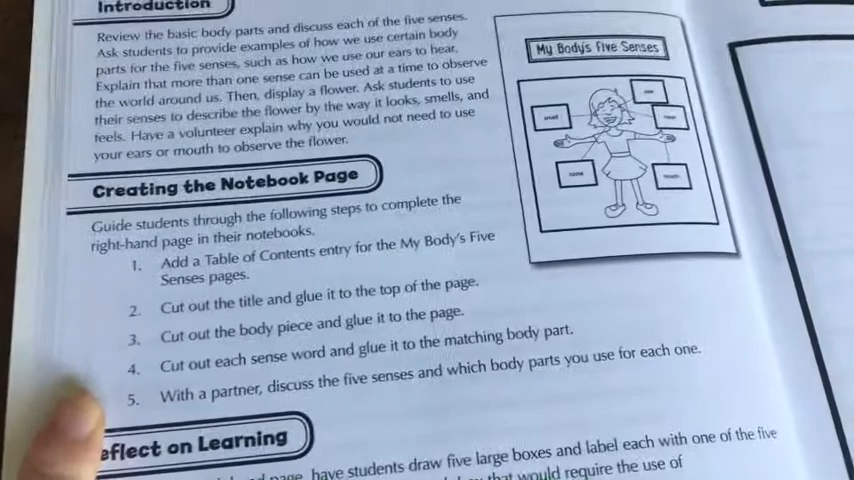 Introduction
Review the basic body parts and discuss each of the five senses.
Ask students to provide examples of how we use certain body
parts for the five senses, such as how we use our ears to hear.
Explain that more than one sense can be used at a time to observe
the world around us. Then, display a flower. Ask students to use
their senses to describe the flower by the way it looks, smells, and
feels. Have a volunteer explain why you would not need to use
your ears or mouth to observe the flower.
My Body's Five Senses
smell
Creating the Notebook Page
Guide students through the following steps to complete the
right-hand page in their notebooks.
1. Add a Table of Contents entry for the My Body's Five
Senses pages.
2. Cut out the title and glue it to the top of the page.
3. Cut out the body piece and glue it to the page.
4. Cut out each sense word and glue it to the matching body part.
5. With a partner, discuss the five senses and which body parts you use for each one.
eflect on Learning
page, have students draw five large boxes and label each with one of the five
that would require the use of